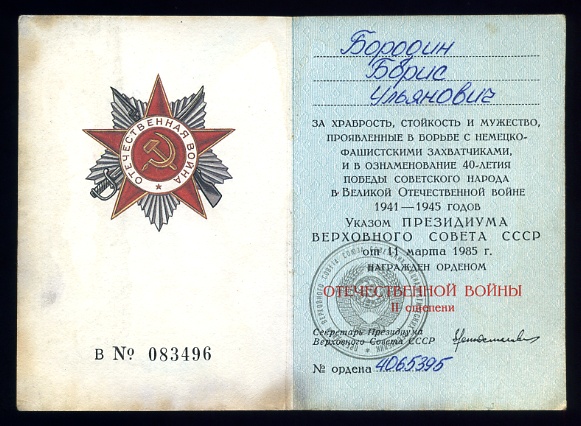 ОТЕЧЕСТВЕННАЯ ВОЙНА
В № 083496
Бородин
Борис
Ульянович
ЗА ХРАБРОСТЬ, СТОЙКОСТЬ И МУЖЕСТВО,
ПРОЯВЛЕННЫЕ В БОРЬБЕ С НЕМЕЦКО-
ФАШИСТСКИМИ ЗАХВАТЧИКАМИ,
И В ОЗНАМЕНОВАНИЕ 40-ЛЕТИЯ
ПОБЕДЫ СОВЕТСКОГО НАРОДА
В ВЕЛИКОЙ ОТЕЧЕСТВЕННОЙ ВОЙНЕ
1941—1945 ГОДОВ
УКАЗОМ ПРЕЗИДИУМА
ВЕРХОВНОГО СОВЕТА СССР
от 11 марта 1985 г.
НАГРАЖДЕН ОРДЕНОМ
ОТЕЧЕСТВЕННОЙ ВОЙНЫ
II степени
Секретарь Президиума
Верховного Совета СССР
№ ордена 4065395